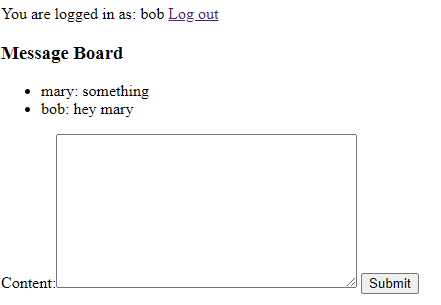 You are logged in as: bob Log out
Message Board
mary: something
bob: hey mary
Content:
Submit